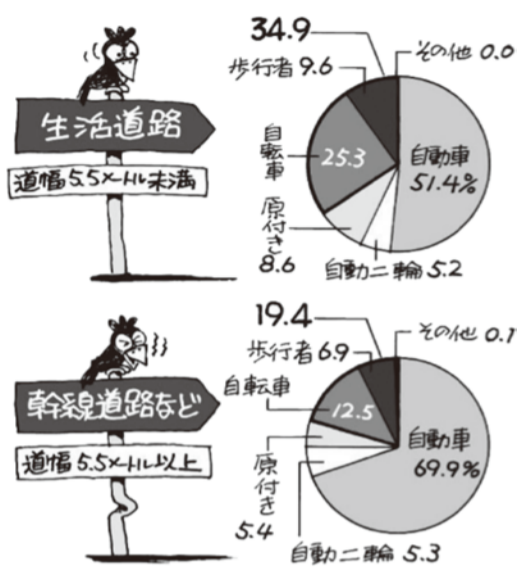 34.9
その他 0.0
歩行者 9.6
生活道路
道幅 5.5メートル未満
自転車
25.3
自動車
51.4%
原付き
8.6
自動二輪 5.2
19.4
その他 0.1
歩行者 6.9
自転車
12.5
幹線道路など
道幅 5.5メートル以上
自動車
69.9%
原付き
5.4
自動二輪 5.3